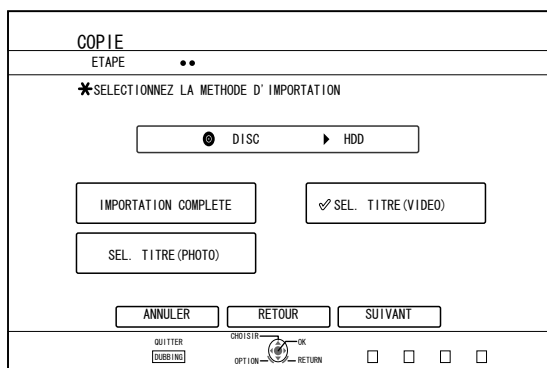 COPIE
ETAPE
SELECTIONNEZ LA METHODE D' IMPORTATION
DISC HDD
IMPORTATION COMPLETE
SEL. TITRE(VIDEO)
SEL. TITRE(PHOTO)
ANNULER RETOUR SUIVANT
QUITTER
DUBBING
CHOISIR OK
OPTION RETURN